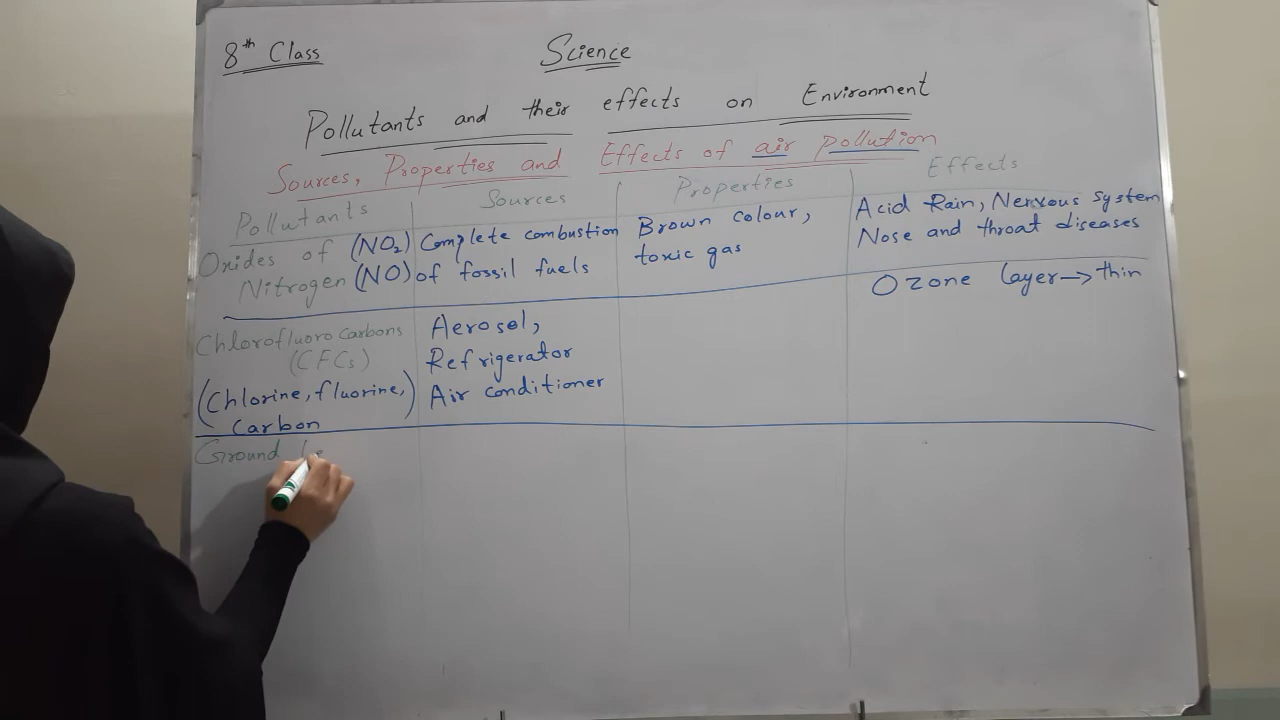 8th Class
Science
Pollutants and their effects on Environment
Sources, Properties and Effects of air pollution
Pollutants
Sources
Properties
Effects
Oxides of (NO2)
Nitrogen (NO)
Complete combustion
of fossil fuels
Brown colour,
toxic gas
Acid Rain, Nervous system
Nose and throat diseases
Chlorofluoro carbons
(CFCs)
(Chlorine, fluorine,)
Carbon
Aerosol,
Refrigerator
Air conditioner
Ozone layer→thin
Ground